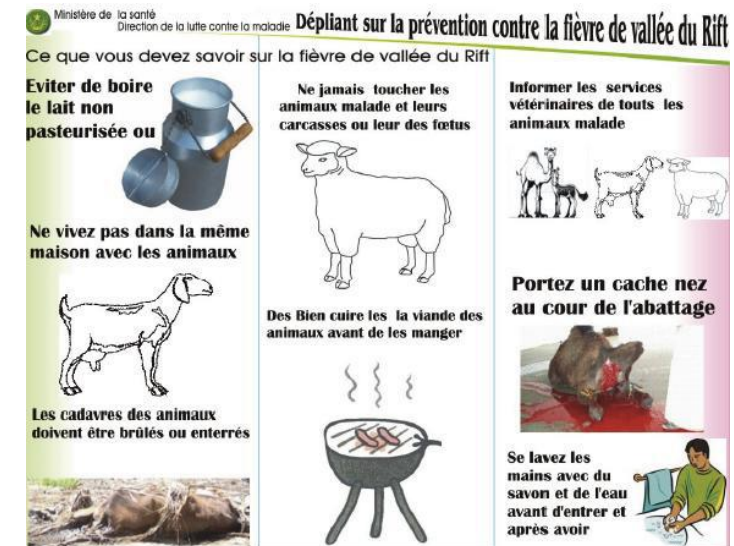 Ministère de la santé
Direction de la lutte contre la maladie
Dépliant sur la prévention contre la fièvre de vallée du Rift
Ce que vous devez savoir sur la fièvre de vallée du Rift
Eviter de boire
le lait non
pasteurisée ou
Ne vivez pas dans la même
maison avec les animaux
Les cadavres des animaux
doivent être brûlés ou enterrés
Ne jamais toucher les
animaux malade et leurs
carcasses ou leur des fœtus
Des Bien cuire les la viande des
animaux avant de les manger
Informer les services
vétérinaires de touts les
animaux malade
Portez un cache nez
au cour de l'abattage
Se lavez les
mains avec du
savon et de l'eau
avant d'entrer et
après avoir